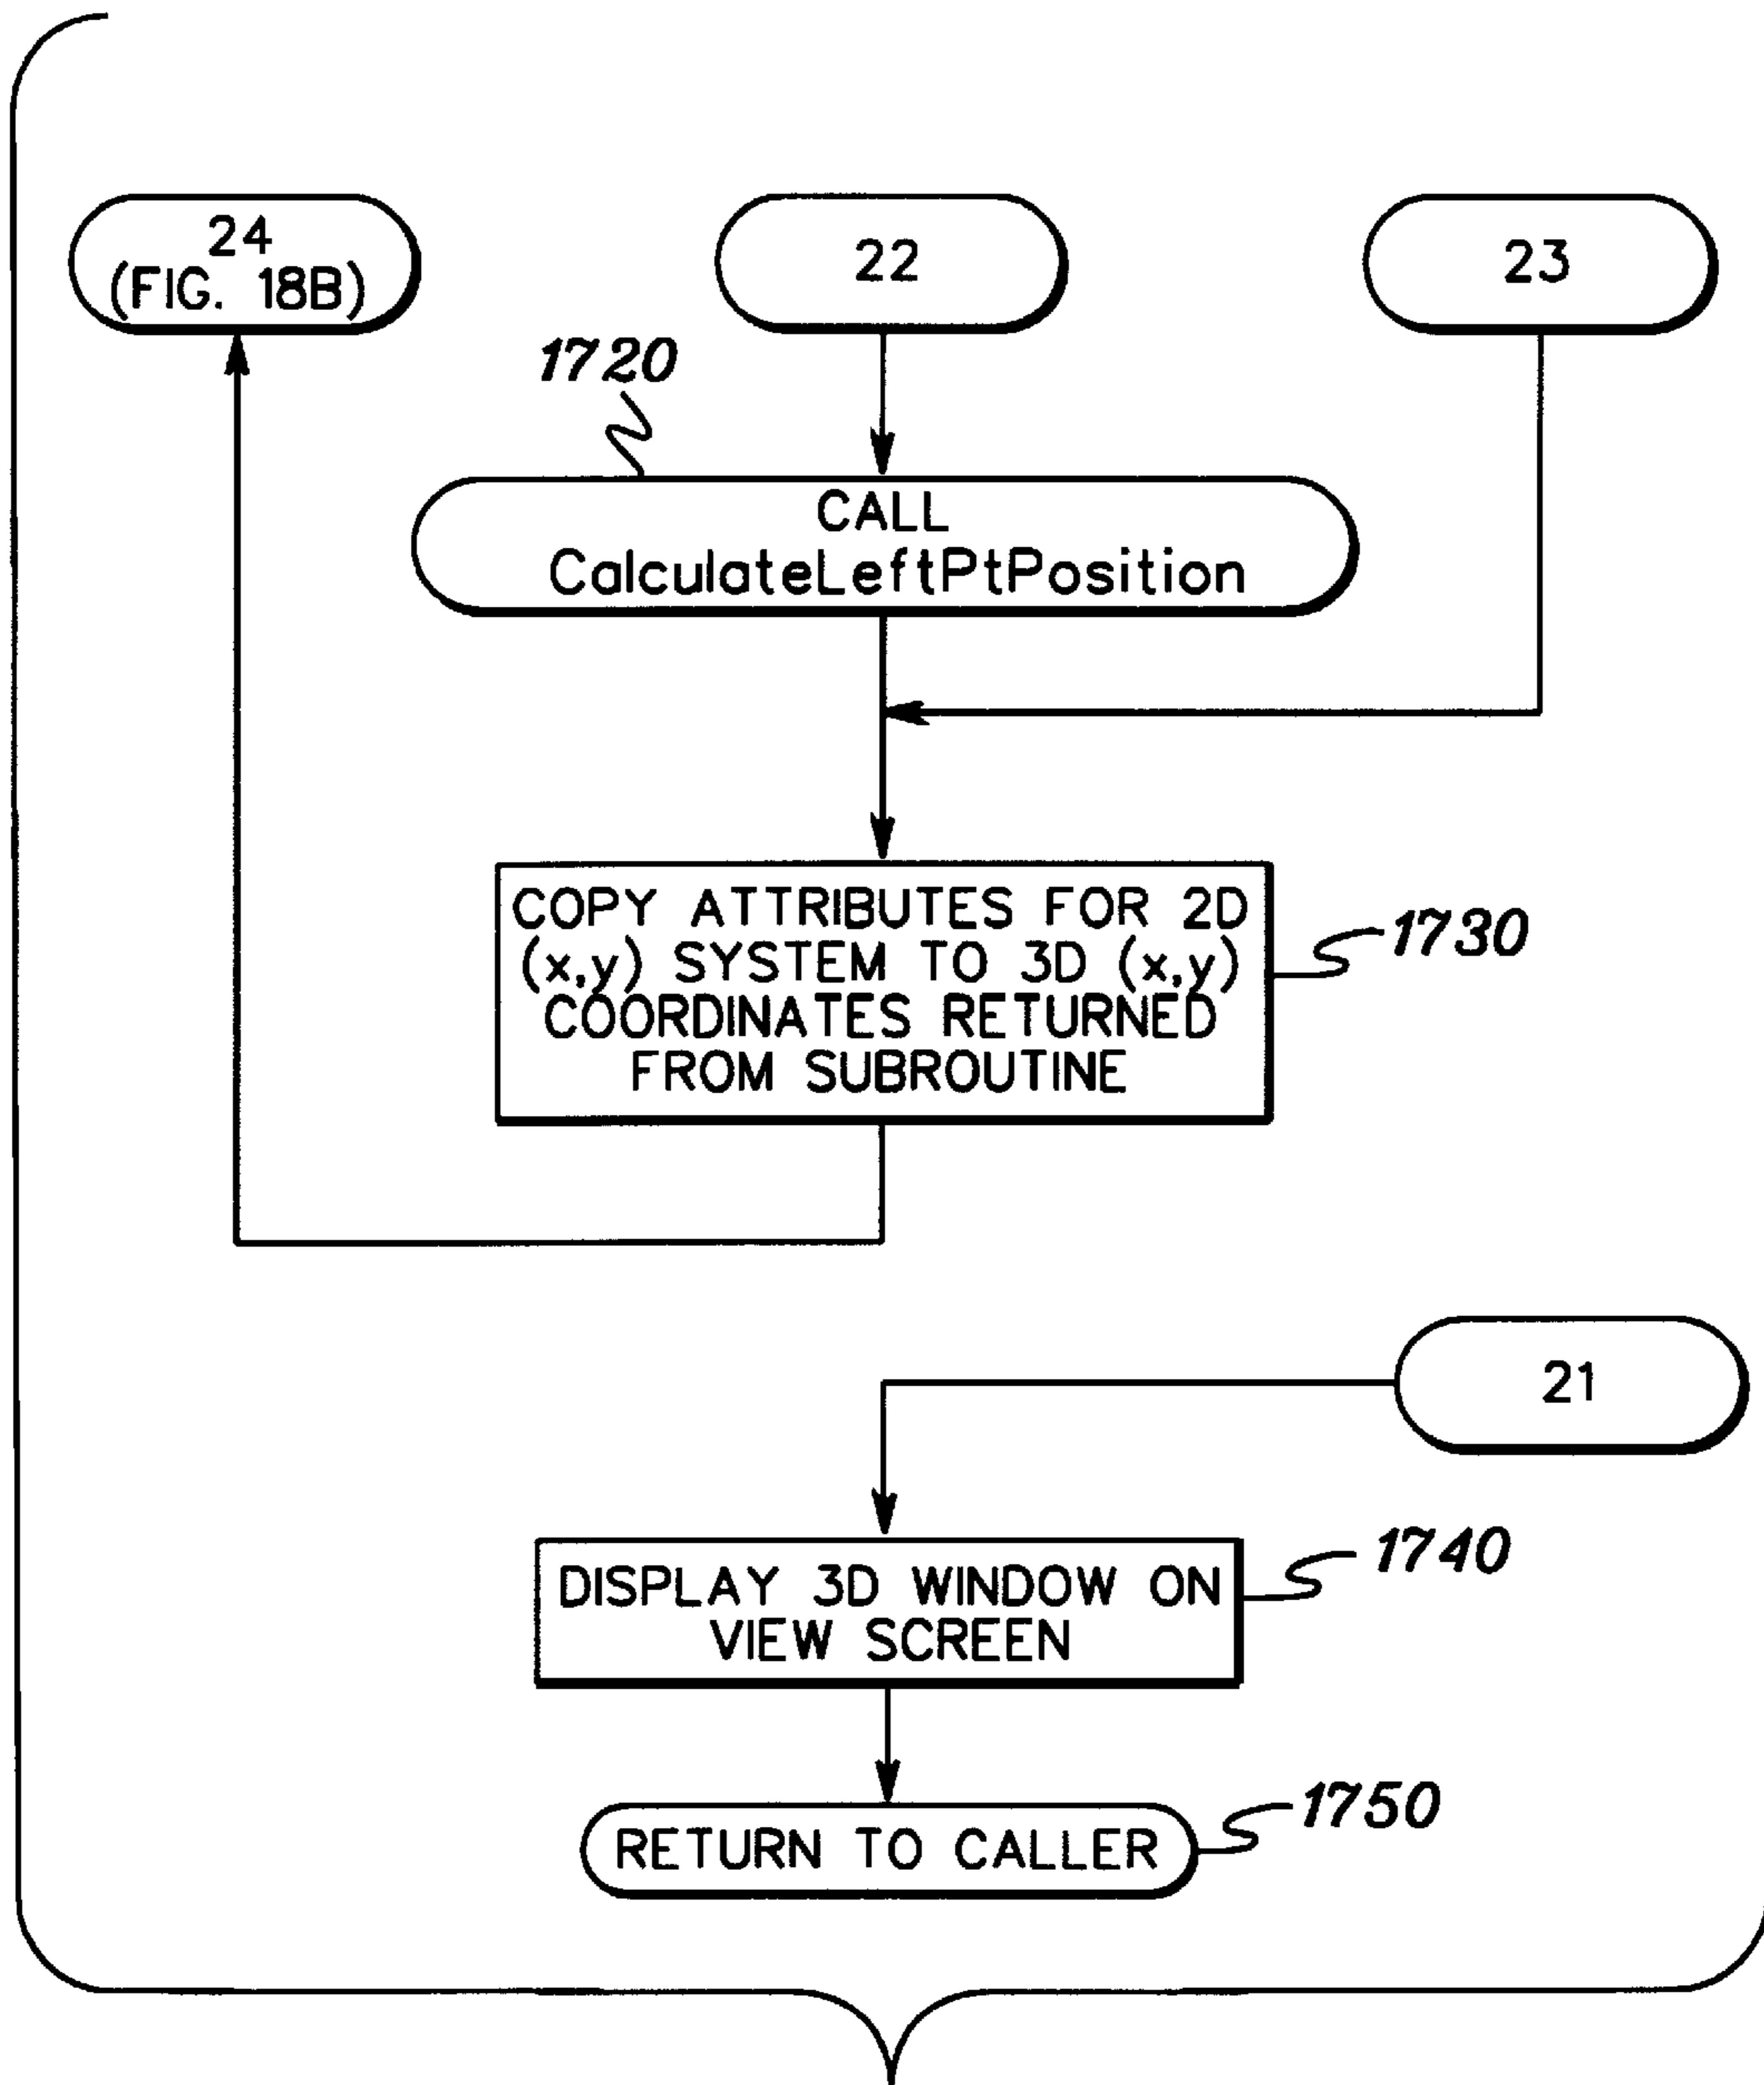 24
(FIG. 18B)
22
23
1720
CALL
CalculateLeftPtPosition
COPY ATTRIBUTES FOR 2D
(x,y) SYSTEM TO 3D (x,y)
COORDINATES RETURNED
FROM SUBROUTINE
1730
21
DISPLAY 3D WINDOW ON
VIEW SCREEN
1740
RETURN TO CALLER
1750